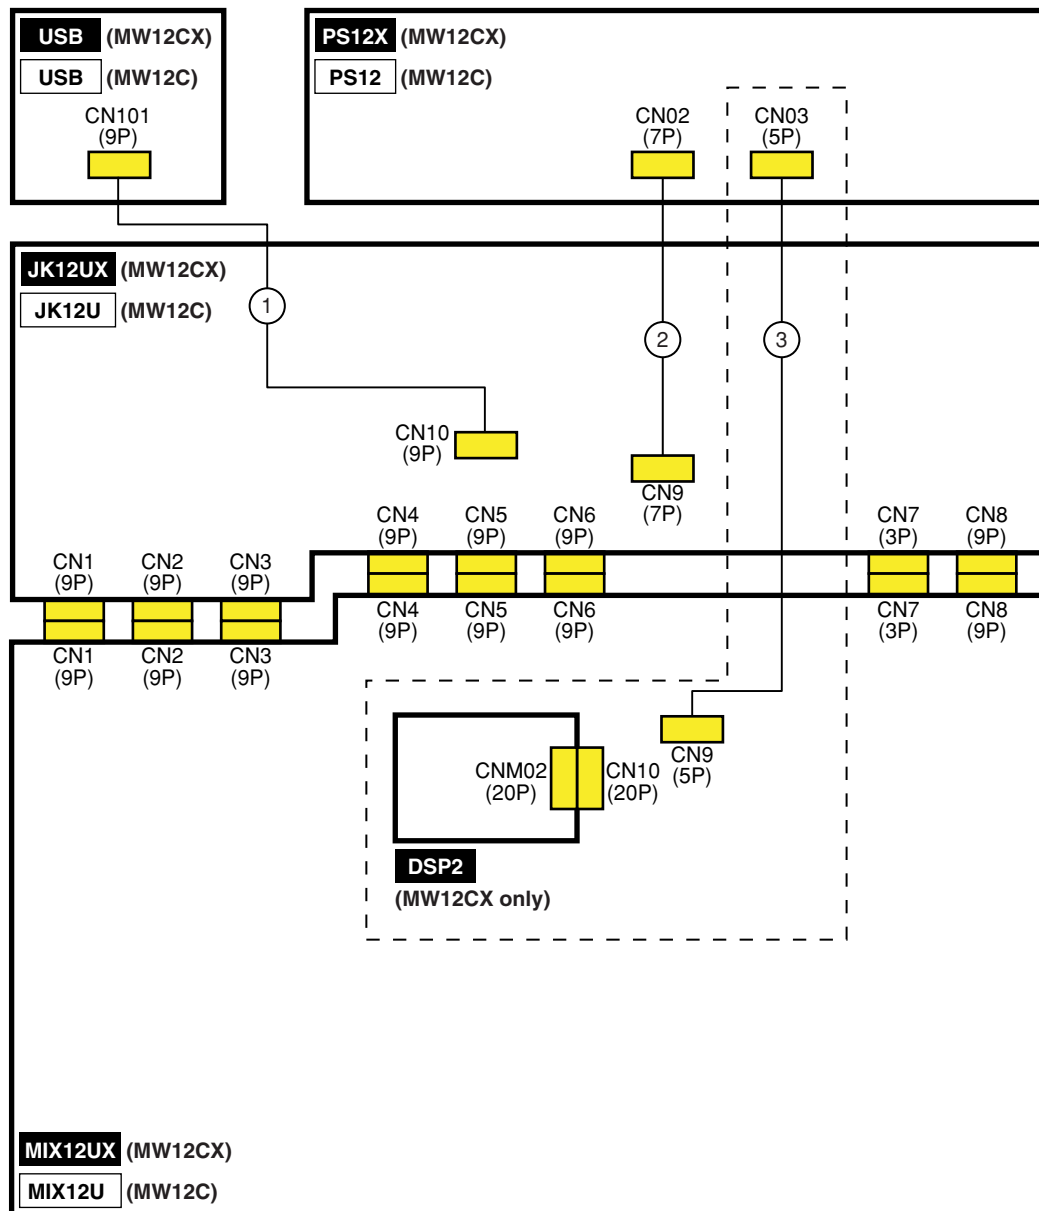 USB (MW12CX)
USB (MW12C)
CN101
(9P)
PS12X (MW12CX)
PS12 (MW12C)
CN02
(7P)
CN03
(5P)
JK12UX (MW12CX)
JK12U (MW12C)
1
2
3
CN10
(9P)
CN9
(7P)
CN1
(9P)
CN2
(9P)
CN3
(9P)
CN4
(9P)
CN5
(9P)
CN6
(9P)
CN7
(3P)
CN8
(9P)
CN1
(9P)
CN2
(9P)
CN3
(9P)
CN4
(9P)
CN5
(9P)
CN6
(9P)
CN7
(3P)
CN8
(9P)
CNM02
(20P)
CN10
(20P)
CN9
(5P)
DSP2
(MW12CX only)
MIX12UX (MW12CX)
MIX12U (MW12C)